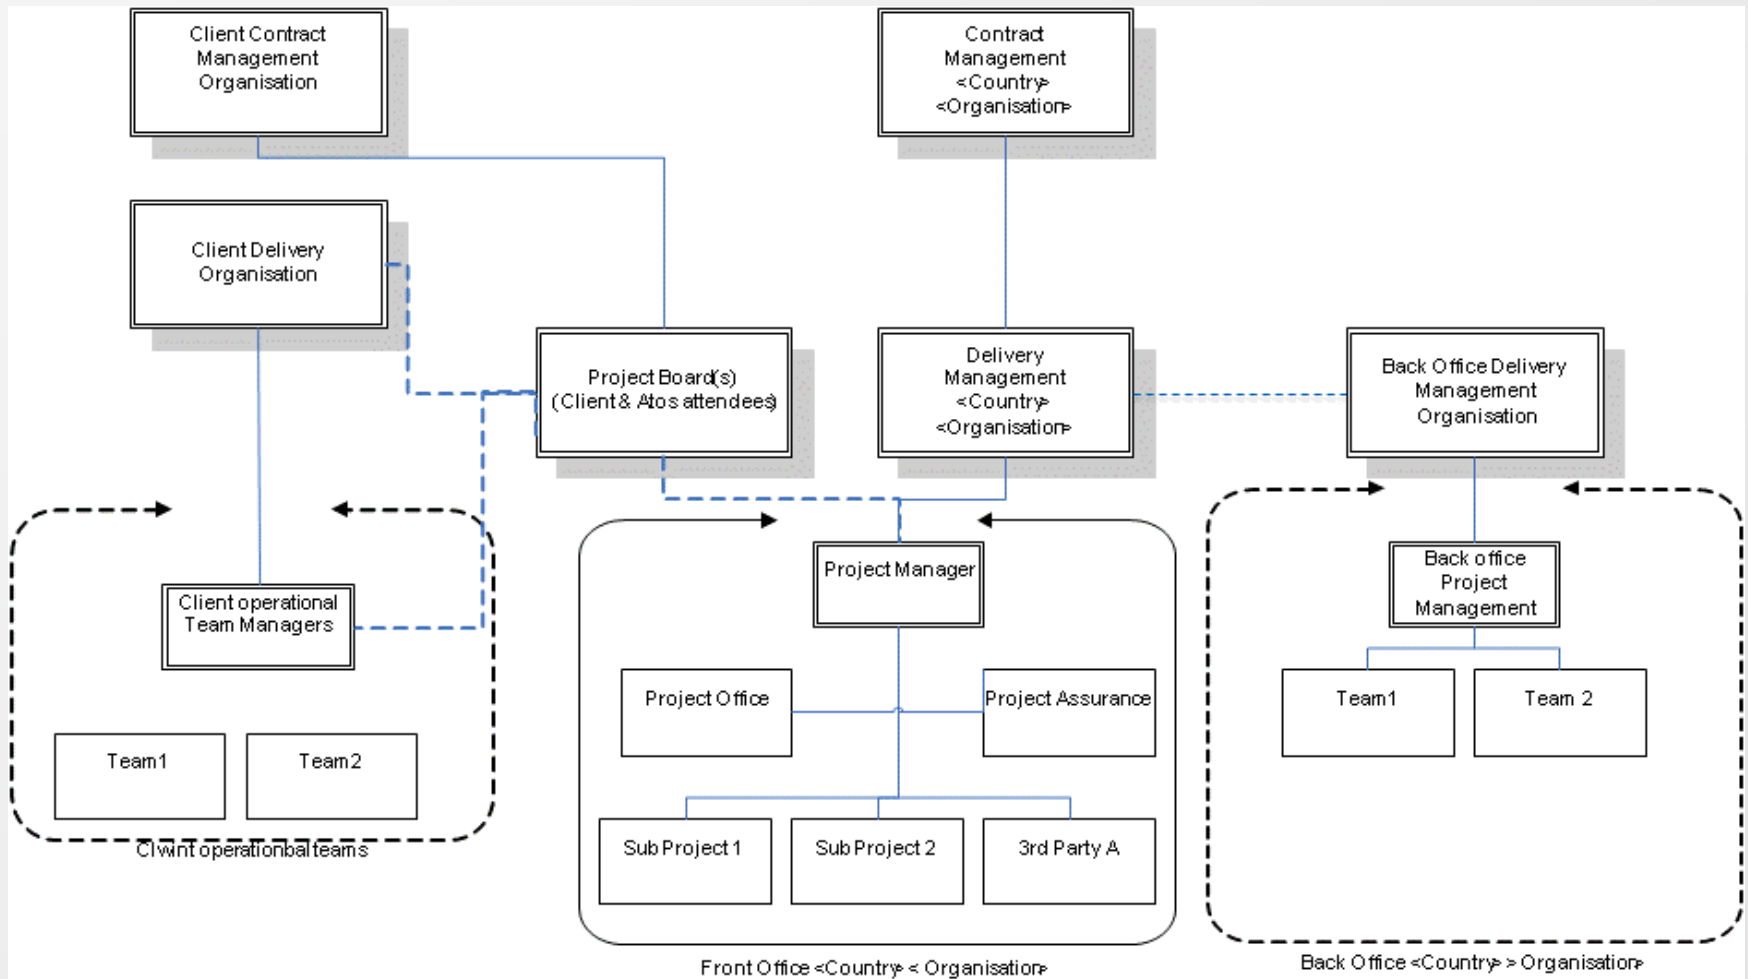 Client Contract
Management
Organisation
Contract
Management
<Country>
<Organisation>
Client Delivery
Organisation
Project Board(s)
(Client & Atos attendees)
Delivery
Management
<Country>
<Organisation>
Back Office Delivery
Management
Organisation
Client operational
Team Managers
Project Manager
Back office
Project
Management
Project Office
Project Assurance
Team1
Team 2
Team1
Team2
Clwint operationbal teams
Sub Project 1
Sub Project 2
3rd Party A
Front Office <Country> < Organisation>
Back Office <Country> > Organisation>